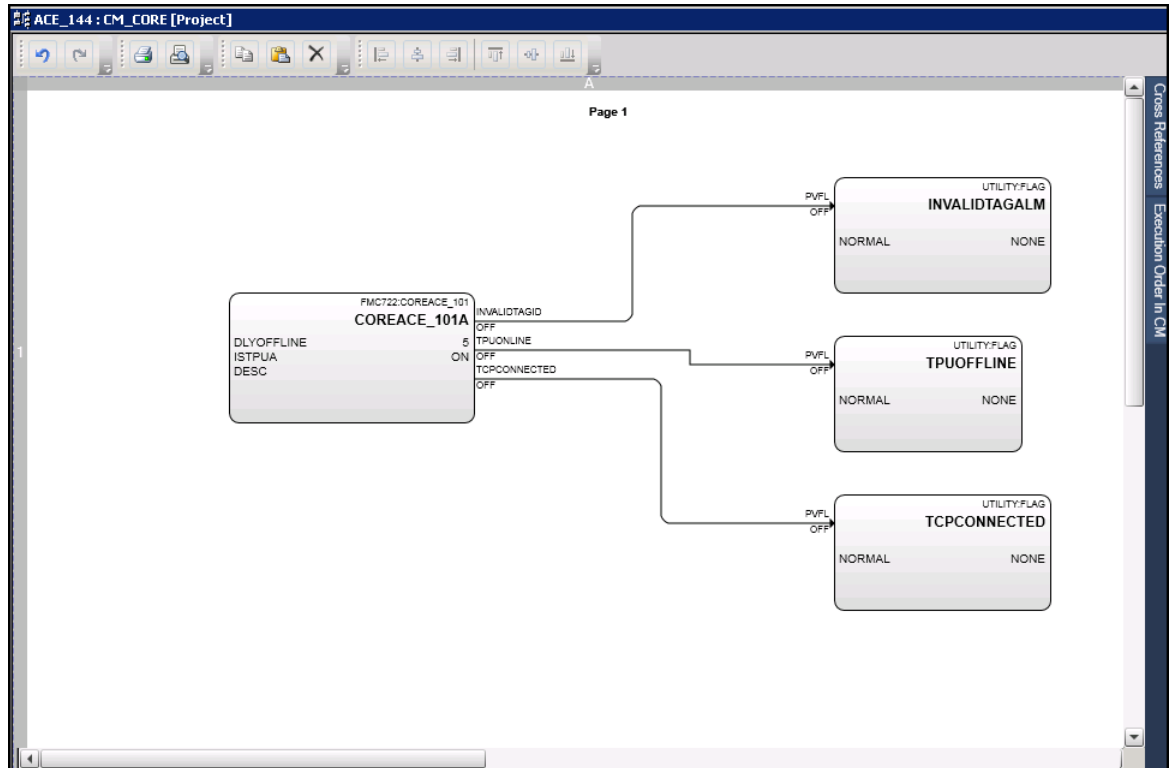 ACE_144 : CM_CORE [Project]
A
Page 1
1
Cross References
Execution Order In CM
FMC722:COREACE_101
COREACE_101A
DLYOFFLINE 5
ISTPUA ON
DESC
INVALIDTAGID
OFF
TPUONLINE
OFF
TCPCONNECTED
OFF
PVFL
OFF
UTILITY:FLAG
INVALIDTAGALM
NORMAL NONE
PVFL
OFF
UTILITY:FLAG
TPUOFFLINE
NORMAL NONE
PVFL
OFF
UTILITY:FLAG
TCPCONNECTED
NORMAL NONE